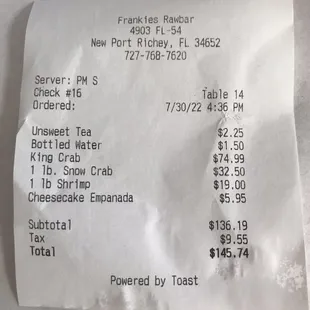 Frankies Rawbar
4903 FL-54
New Port Richey, FL 34652
727-768-7620
Server: PM S
Check #16 Table 14
Ordered: 7/30/22 4:36 PM
Unsweet Tea $2.25
Bottled Water $1.50
King Crab $74.99
1 lb. Snow Crab $32.50
1 lb Shrimp $19.00
Cheesecake Empanada $5.95
Subtotal $136.19
Tax $9.55
Total $145.74
Powered by Toast